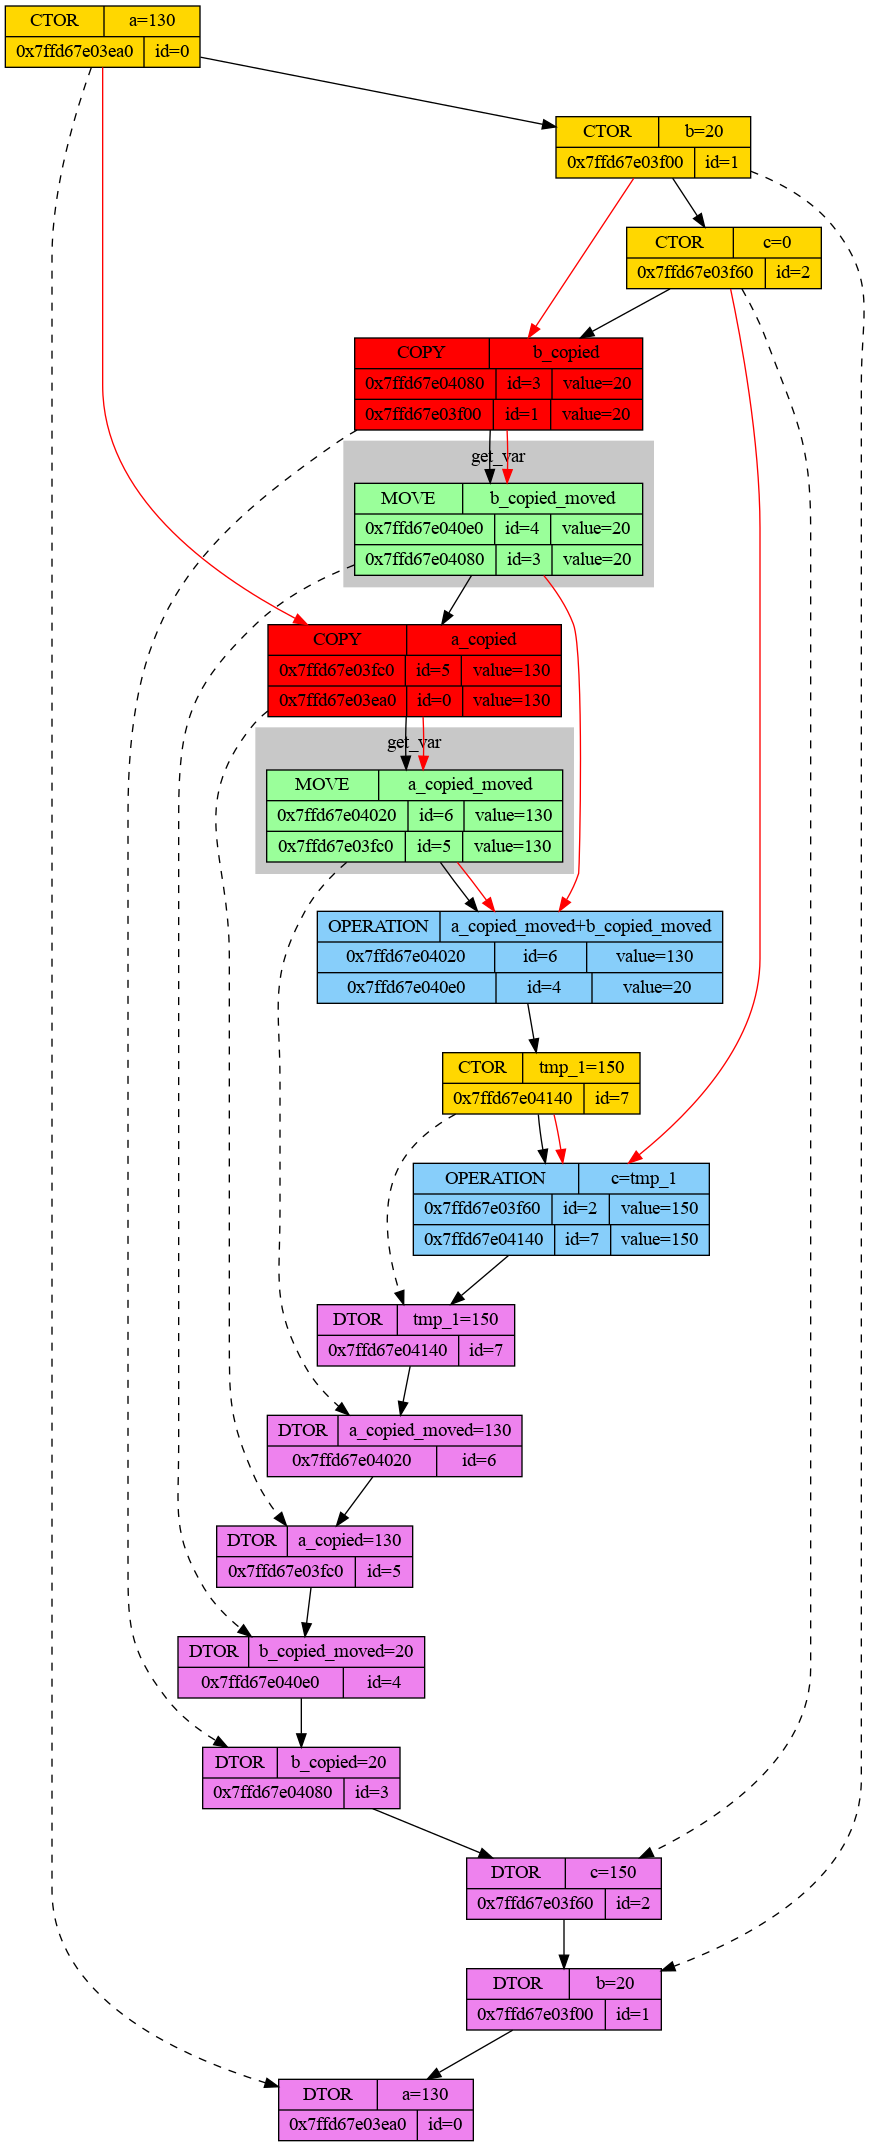 CTOR a=130
0x7ffd67e03ea0 id=0
CTOR b=20
0x7ffd67e03f00 id=1
CTOR c=0
0x7ffd67e03f60 id=2
COPY b_copied
0x7ffd67e04080 id=3 value=20
0x7ffd67e03f00 id=1 value=20
get_var
MOVE b_copied_moved
0x7ffd67e040e0 id=4 value=20
0x7ffd67e04080 id=3 value=20
COPY a_copied
0x7ffd67e03fc0 id=5 value=130
0x7ffd67e03ea0 id=0 value=130
get_var
MOVE a_copied_moved
0x7ffd67e04020 id=6 value=130
0x7ffd67e03fc0 id=5 value=130
OPERATION a_copied_moved+b_copied_moved
0x7ffd67e04020 id=6 value=130
0x7ffd67e040e0 id=4 value=20
CTOR tmp_1=150
0x7ffd67e04140 id=7
OPERATION c=tmp_1
0x7ffd67e03f60 id=2 value=150
0x7ffd67e04140 id=7 value=150
DTOR tmp_1=150
0x7ffd67e04140 id=7
DTOR a_copied_moved=130
0x7ffd67e04020 id=6
DTOR a_copied=130
0x7ffd67e03fc0 id=5
DTOR b_copied_moved=20
0x7ffd67e040e0 id=4
DTOR b_copied=20
0x7ffd67e04080 id=3
DTOR c=150
0x7ffd67e03f60 id=2
DTOR b=20
0x7ffd67e03f00 id=1
DTOR a=130
0x7ffd67e03ea0 id=0